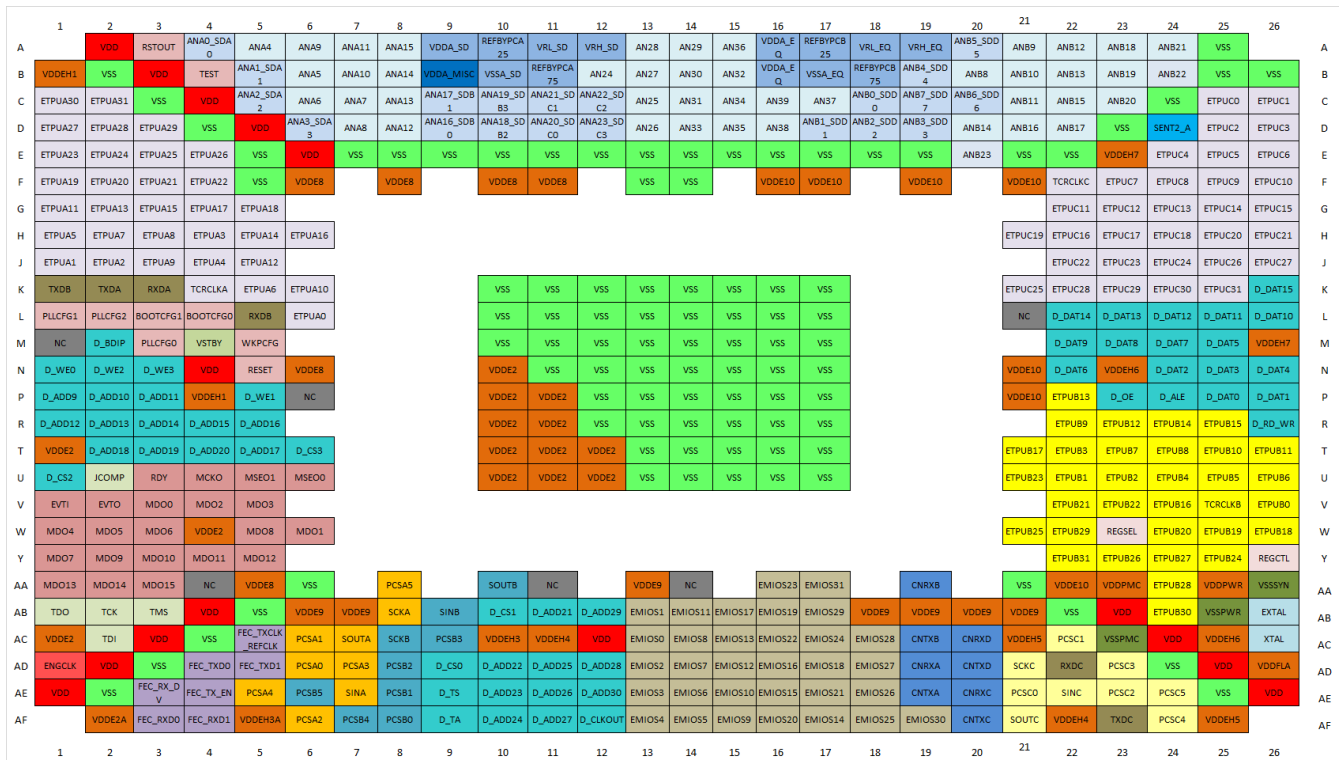 1 2 3 4 5 6 7 8 9 10 11 12 13 14 15 16 17 18 19 20 21 22 23 24 25 26
A VDD RSTOUT ANA0_SDA0 ANA4 ANA9 ANA11 ANA15 VDDA_SD REFBYPCA25 VRL_SD VRH_SD AN28 AN29 AN36 VDDA_EQ REFBYPCB25 VRL_EQ VRH_EQ ANB5_SDD5 ANB9 ANB12 ANB18 ANB21 VSS A
B VDDEH1 VSS VDD TEST ANA1_SDA1 ANA5 ANA10 ANA14 VDDA_MISC VSSA_SD REFBYPCA75 AN24 AN27 AN30 AN32 VDDA_EQ VSSA_EQ REFBYPCB75 ANB4_SDD4 ANB8 ANB10 ANB13 ANB19 ANB22 VSS VSS B
C ETPUA30 ETPUA31 VSS VDD ANA2_SDA2 ANA6 ANA7 ANA13 ANA17_SDB1 ANA19_SDB3 ANA21_SDC1 ANA22_SDC2 AN25 AN31 AN34 AN39 AN37 ANB0_SDD0 ANB7_SDD7 ANB6_SDD6 ANB11 ANB15 ANB20 VSS ETPUC0 ETPUC1 C
D ETPUA27 ETPUA28 ETPUA29 VSS VDD ANA3_SDA3 ANA8 ANA12 ANA16_SDB0 ANA18_SDB2 ANA20_SDC0 ANA23_SDC3 AN26 AN33 AN35 AN38 ANB1_SDD1 ANB2_SDD2 ANB3_SDD3 ANB14 ANB16 ANB17 VSS SENT2_A ETPUC2 ETPUC3 D
E ETPUA23 ETPUA24 ETPUA25 ETPUA26 VSS VDD VSS VSS VSS VSS VSS VSS VSS VSS VSS VSS VSS VSS VSS ANB23 VSS VSS VDDEH7 ETPUC4 ETPUC5 ETPUC6 E
F ETPUA19 ETPUA20 ETPUA21 ETPUA22 VSS VDDE8 VDDE8 VDDE8 VDDE8 VSS VSS VDDE10 VDDE10 VDDE10 VDDE10 TCRCLKC ETPUC7 ETPUC8 ETPUC9 ETPUC10 F
G ETPUA11 ETPUA13 ETPUA15 ETPUA17 ETPUA18 ETPUC11 ETPUC12 ETPUC13 ETPUC14 ETPUC15 G
H ETPUA5 ETPUA7 ETPUA8 ETPUA3 ETPUA14 ETPUA16 ETPUC19 ETPUC16 ETPUC17 ETPUC18 ETPUC20 ETPUC21 H
J ETPUA1 ETPUA2 ETPUA9 ETPUA4 ETPUA12 ETPUC22 ETPUC23 ETPUC24 ETPUC26 ETPUC27 J
K TXDB TXDA RXDA TCRCLKA ETPUA6 ETPUA10 VSS VSS VSS VSS VSS VSS VSS VSS ETPUC25 ETPUC28 ETPUC29 ETPUC30 ETPUC31 D_DAT15 K
L PLLCFG1 PLLCFG2 BOOTCFG1 BOOTCFG0 RXDB ETPUA0 VSS VSS VSS VSS VSS VSS VSS VSS NC D_DAT14 D_DAT13 D_DAT12 D_DAT11 D_DAT10 L
M NC D_BDIP PLLCFG0 VSTBY WKPCFG VSS VSS VSS VSS VSS VSS VSS VSS D_DAT9 D_DAT8 D_DAT7 D_DAT5 VDDEH7 M
N D_WE0 D_WE2 D_WE3 VDD RESET VDDE8 VDDE2 VSS VSS VSS VSS VSS VSS VSS VDDE10 D_DAT6 VDDEH6 D_DAT2 D_DAT3 D_DAT4 N
P D_ADD9 D_ADD10 D_ADD11 VDDEH1 D_WE1 NC VDDE2 VDDE2 VSS VSS VSS VSS VSS VSS VDDE10 ETPUB13 D_OE D_ALE D_DAT0 D_DAT1 P
R D_ADD12 D_ADD13 D_ADD14 D_ADD15 D_ADD16 VDDE2 VDDE2 VSS VSS VSS VSS VSS VSS ETPUB9 ETPUB12 ETPUB14 ETPUB15 D_RD_WR R
T VDDE2 D_ADD18 D_ADD19 D_ADD20 D_ADD17 D_CS3 VDDE2 VDDE2 VDDE2 VSS VSS VSS VSS VSS ETPUB17 ETPUB3 ETPUB7 ETPUB8 ETPUB10 ETPUB11 T
U D_CS2 JCOMP RDY MCKO MSEO1 MSEO0 VDDE2 VDDE2 VDDE2 VSS VSS VSS VSS VSS ETPUB23 ETPUB1 ETPUB2 ETPUB4 ETPUB5 ETPUB6 U
V EVTI EVTO MDO0 MDO2 MDO3 ETPUB21 ETPUB22 ETPUB16 TCRCLKB ETPUB0 V
W MDO4 MDO5 MDO6 VDDE2 MDO8 MDO1 ETPUB25 ETPUB29 REGSEL ETPUB20 ETPUB19 ETPUB18 W
Y MDO7 MDO9 MDO10 MDO11 MDO12 ETPUB31 ETPUB26 ETPUB27 ETPUB24 REGCTL Y
AA MDO13 MDO14 MDO15 NC VDDE8 VSS PCSA5 SOUTB NC VDDE9 NC EMIOS23 EMIOS31 CNRXB VSS VDDE10 VDDPMC ETPUB28 VDDPWR VSSSYN AA
AB TDO TCK TMS VDD VSS VDDE9 VDDE9 SCKA SINB D_CS1 D_ADD21 D_ADD29 EMIOS1 EMIOS11 EMIOS17 EMIOS19 EMIOS29 VDDE9 VDDE9 VDDE9 VDDE9 VSS VDD ETPUB30 VSSPWR EXTAL AB
AC VDDE2 TDI VDD VSS FEC_TXCLK_REFCLK PCSA1 SOUTA SCKB PCSB3 VDDEH3 VDDEH4 VDD EMIOS0 EMIOS8 EMIOS13 EMIOS22 EMIOS24 EMIOS28 CNTXB CNRXD VDDEH5 PCSC1 VSSPMC VDD VDDEH6 XTAL AC
AD ENGCLK VDD VSS FEC_TXD0 FEC_TXD1 PCSA0 PCSA3 PCSB2 D_CS0 D_ADD22 D_ADD25 D_ADD28 EMIOS2 EMIOS7 EMIOS12 EMIOS16 EMIOS18 EMIOS27 CNRXA CNTXD SCKC RXDC PCSC3 VSS VDD VDDFLA AD
AE VDD VSS FEC_RX_DV FEC_TX_EN PCSA4 PCSB5 SINA PCSB1 D_TS D_ADD23 D_ADD26 D_ADD30 EMIOS3 EMIOS6 EMIOS10 EMIOS15 EMIOS21 EMIOS26 CNTXA CNRXC PCSC0 SINC PCSC2 PCSC5 VSS VDD AE
AF VDDE2A FEC_RXD0 FEC_RXD1 VDDEH3A PCSA2 PCSB4 PCSB0 D_TA D_ADD24 D_ADD27 D_CLKOUT EMIOS4 EMIOS5 EMIOS9 EMIOS20 EMIOS14 EMIOS25 EMIOS30 CNTXC SOUTC VDDEH4 TXDC PCSC4 VDDEH5 AF
1 2 3 4 5 6 7 8 9 10 11 12 13 14 15 16 17 18 19 20 21 22 23 24 25 26